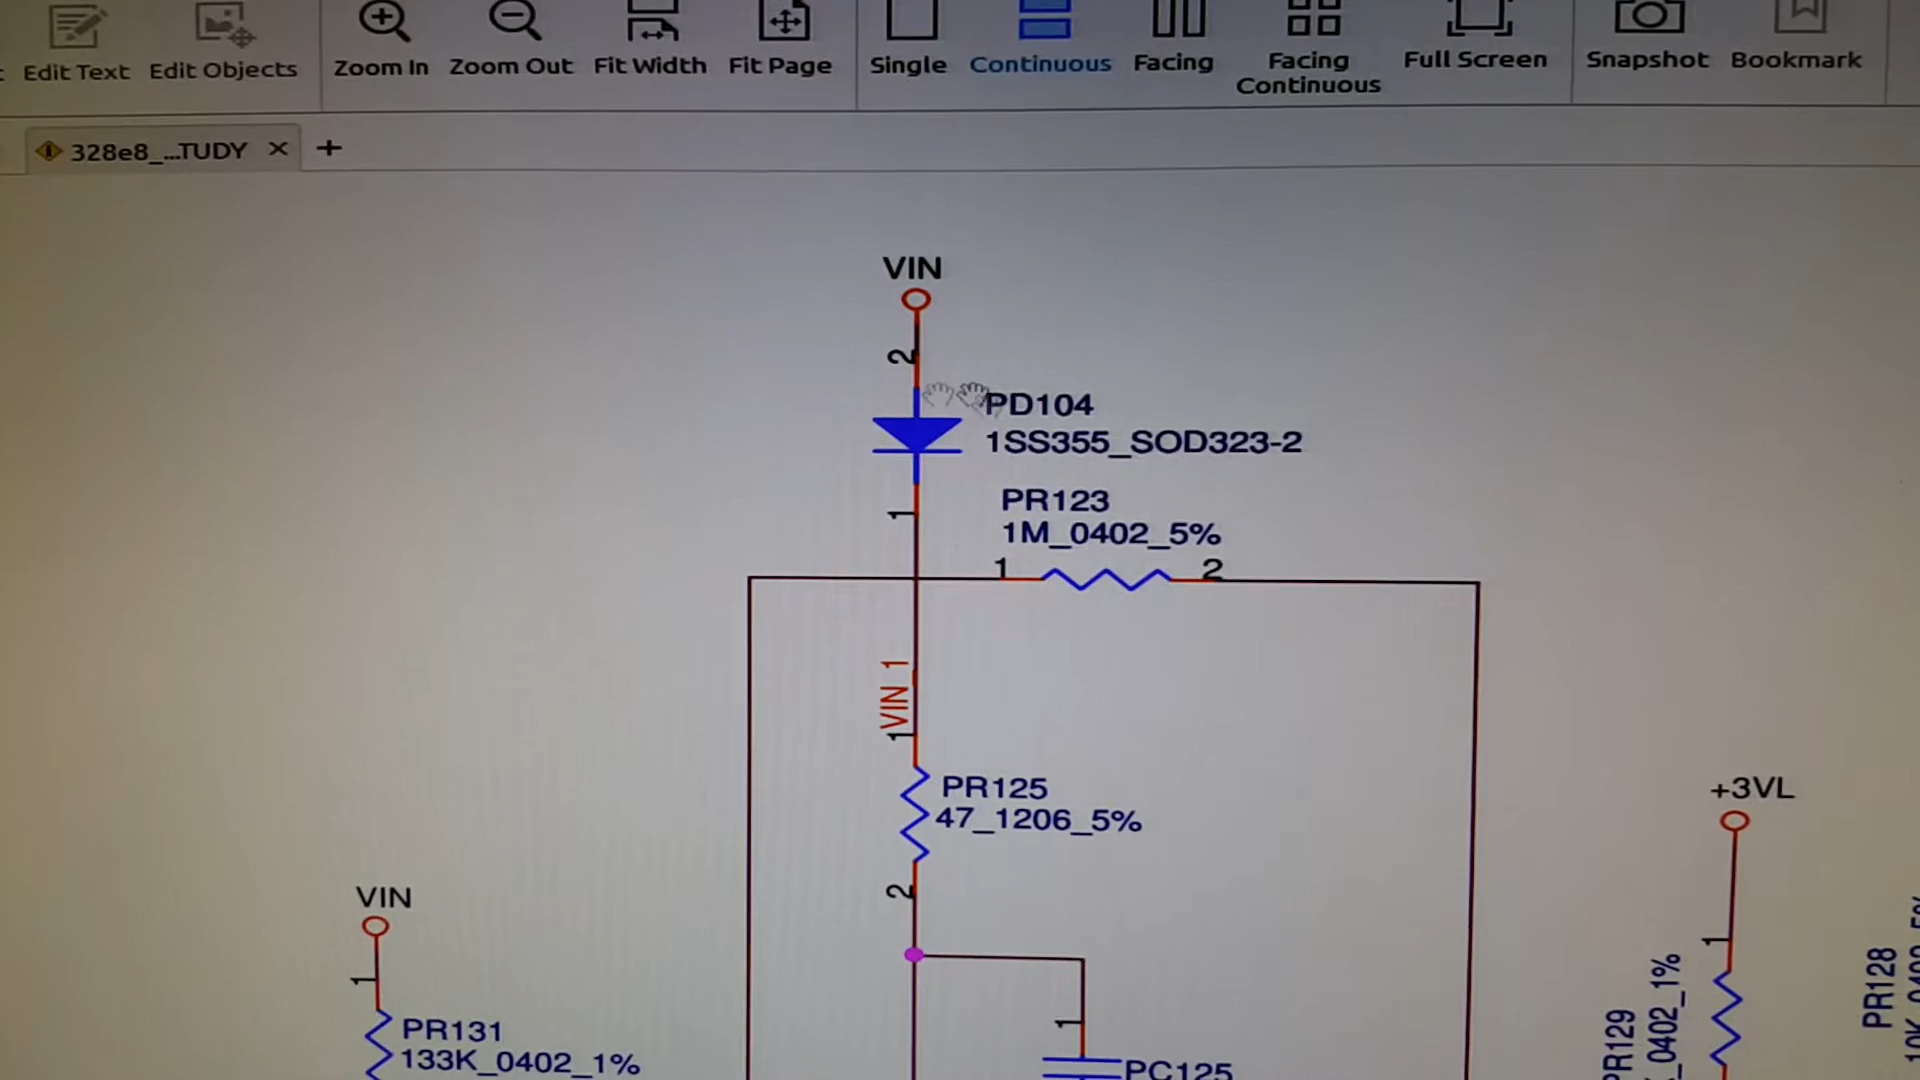 Edit Text
Edit Objects
Zoom In
Zoom Out
Fit Width
Fit Page
Single
Continuous
Facing
Facing
Continuous
Full Screen
Snapshot
Bookmark
328e8_...TUDY
VIN
2
PD104
1SS355_SOD323-2
1
PR123
1M_0402_5%
1
2
VIN_1
1
PR125
47_1206_5%
2
+3VL
1
VIN
1
PR131
133K_0402_1%
1
PC125
PR129
_0402_1%
PR128